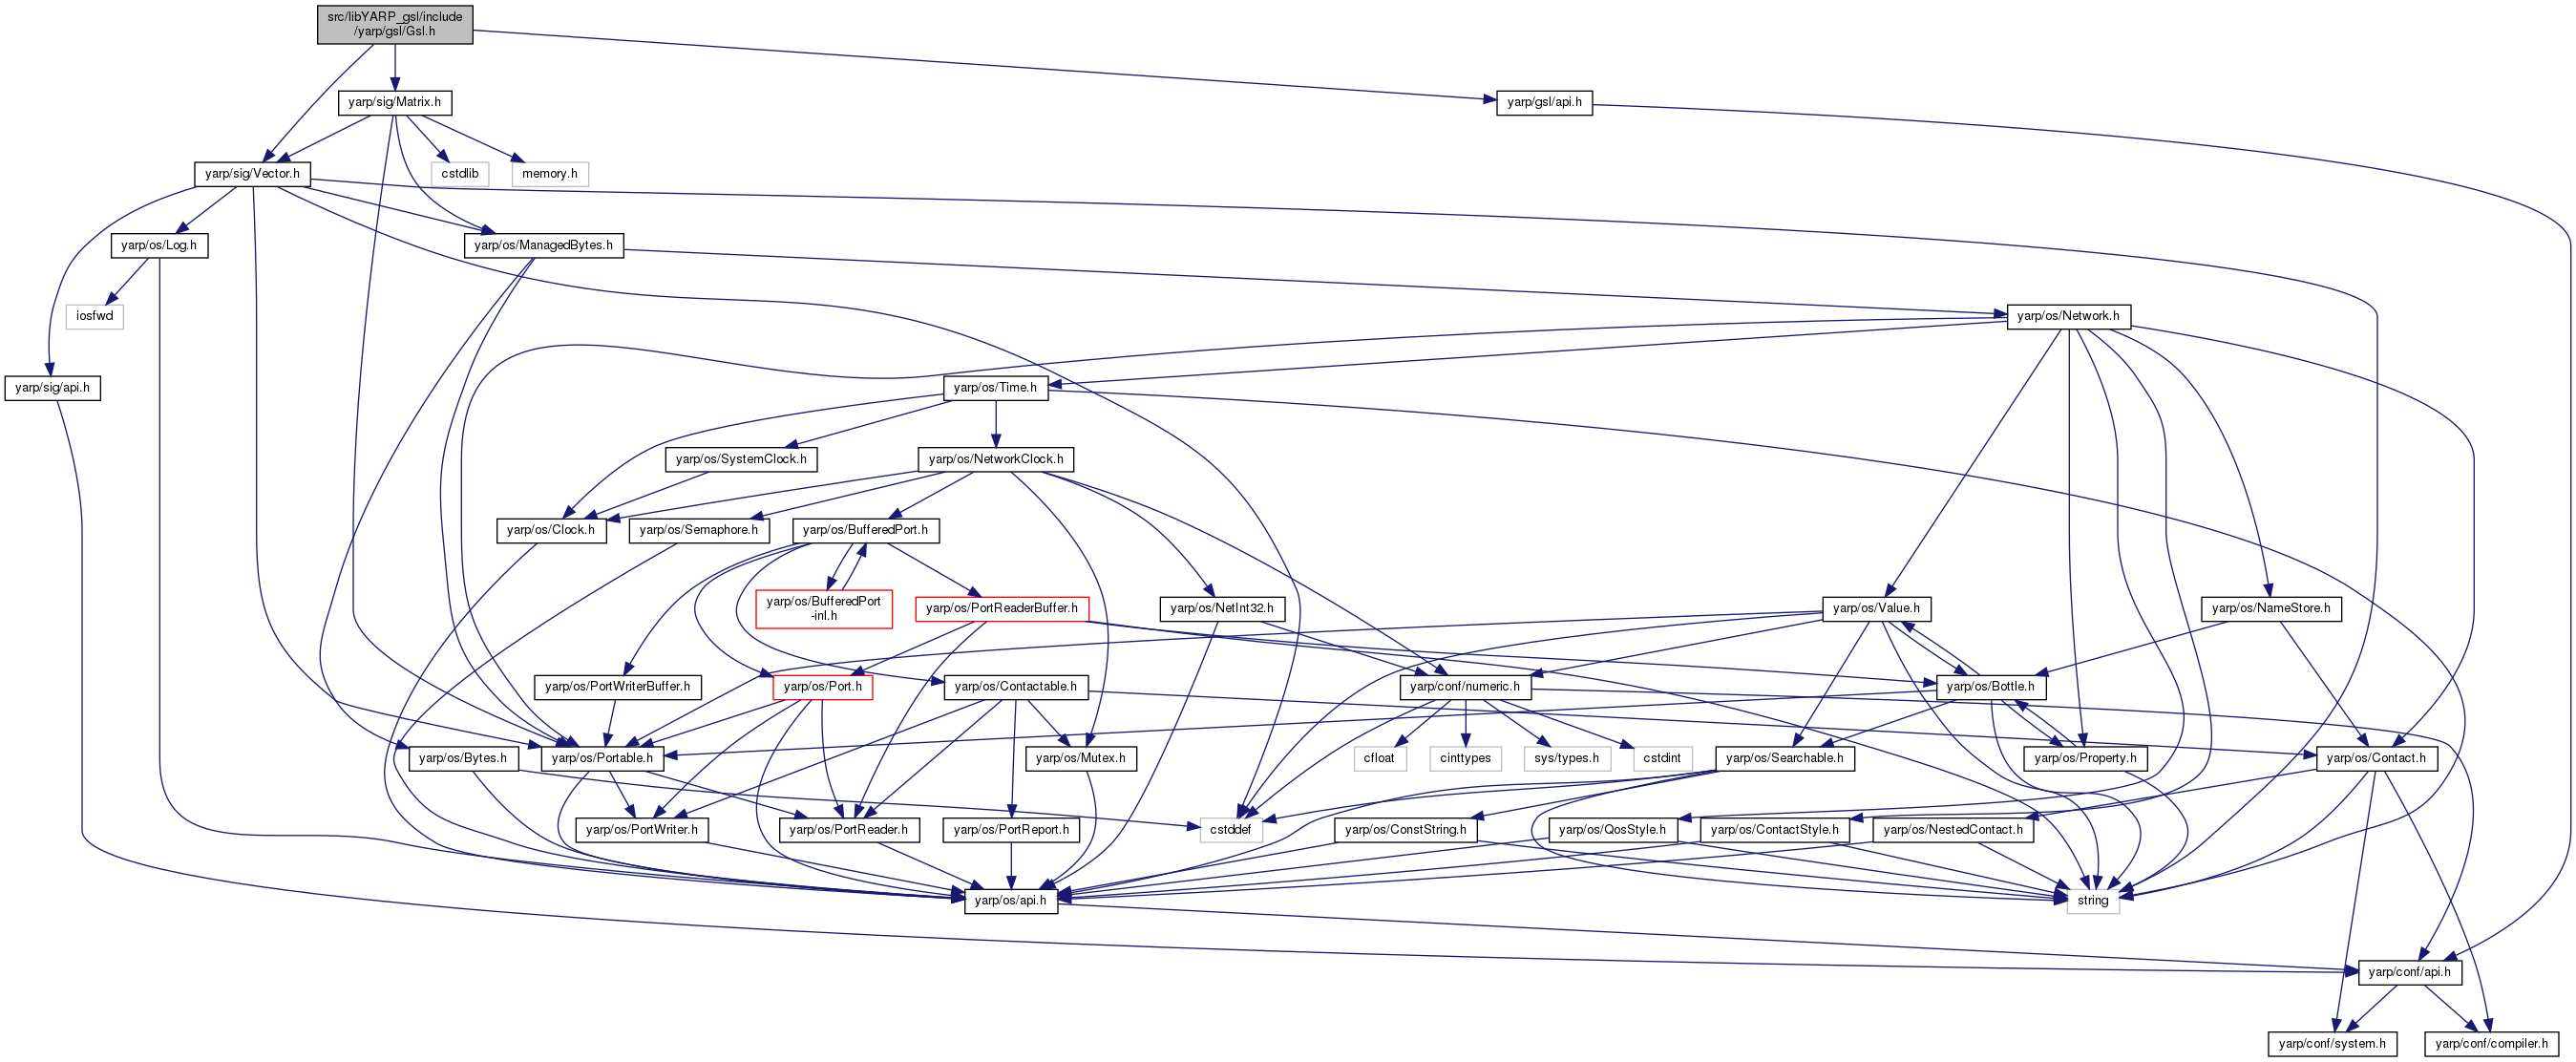 src/libYARP_gsl/include
/yarp/gsl/Gsl.h
yarp/sig/Matrix.h
yarp/gsl/api.h
yarp/sig/Vector.h
cstdlib
memory.h
yarp/os/Log.h
yarp/os/ManagedBytes.h
iosfwd
yarp/os/Network.h
yarp/sig/api.h
yarp/os/Time.h
yarp/os/SystemClock.h
yarp/os/NetworkClock.h
yarp/os/Clock.h
yarp/os/Semaphore.h
yarp/os/BufferedPort.h
yarp/os/BufferedPort
-inl.h
yarp/os/PortReaderBuffer.h
yarp/os/NetInt32.h
yarp/os/Value.h
yarp/os/NameStore.h
yarp/os/PortWriterBuffer.h
yarp/os/Port.h
yarp/os/Contactable.h
yarp/conf/numeric.h
yarp/os/Bottle.h
yarp/os/Bytes.h
yarp/os/Portable.h
yarp/os/Mutex.h
cfloat
cinttypes
sys/types.h
cstdint
yarp/os/Searchable.h
yarp/os/Property.h
yarp/os/Contact.h
yarp/os/PortWriter.h
yarp/os/PortReader.h
yarp/os/PortReport.h
cstddef
yarp/os/ConstString.h
yarp/os/QosStyle.h
yarp/os/ContactStyle.h
yarp/os/NestedContact.h
yarp/os/api.h
string
yarp/conf/api.h
yarp/conf/system.h
yarp/conf/compiler.h